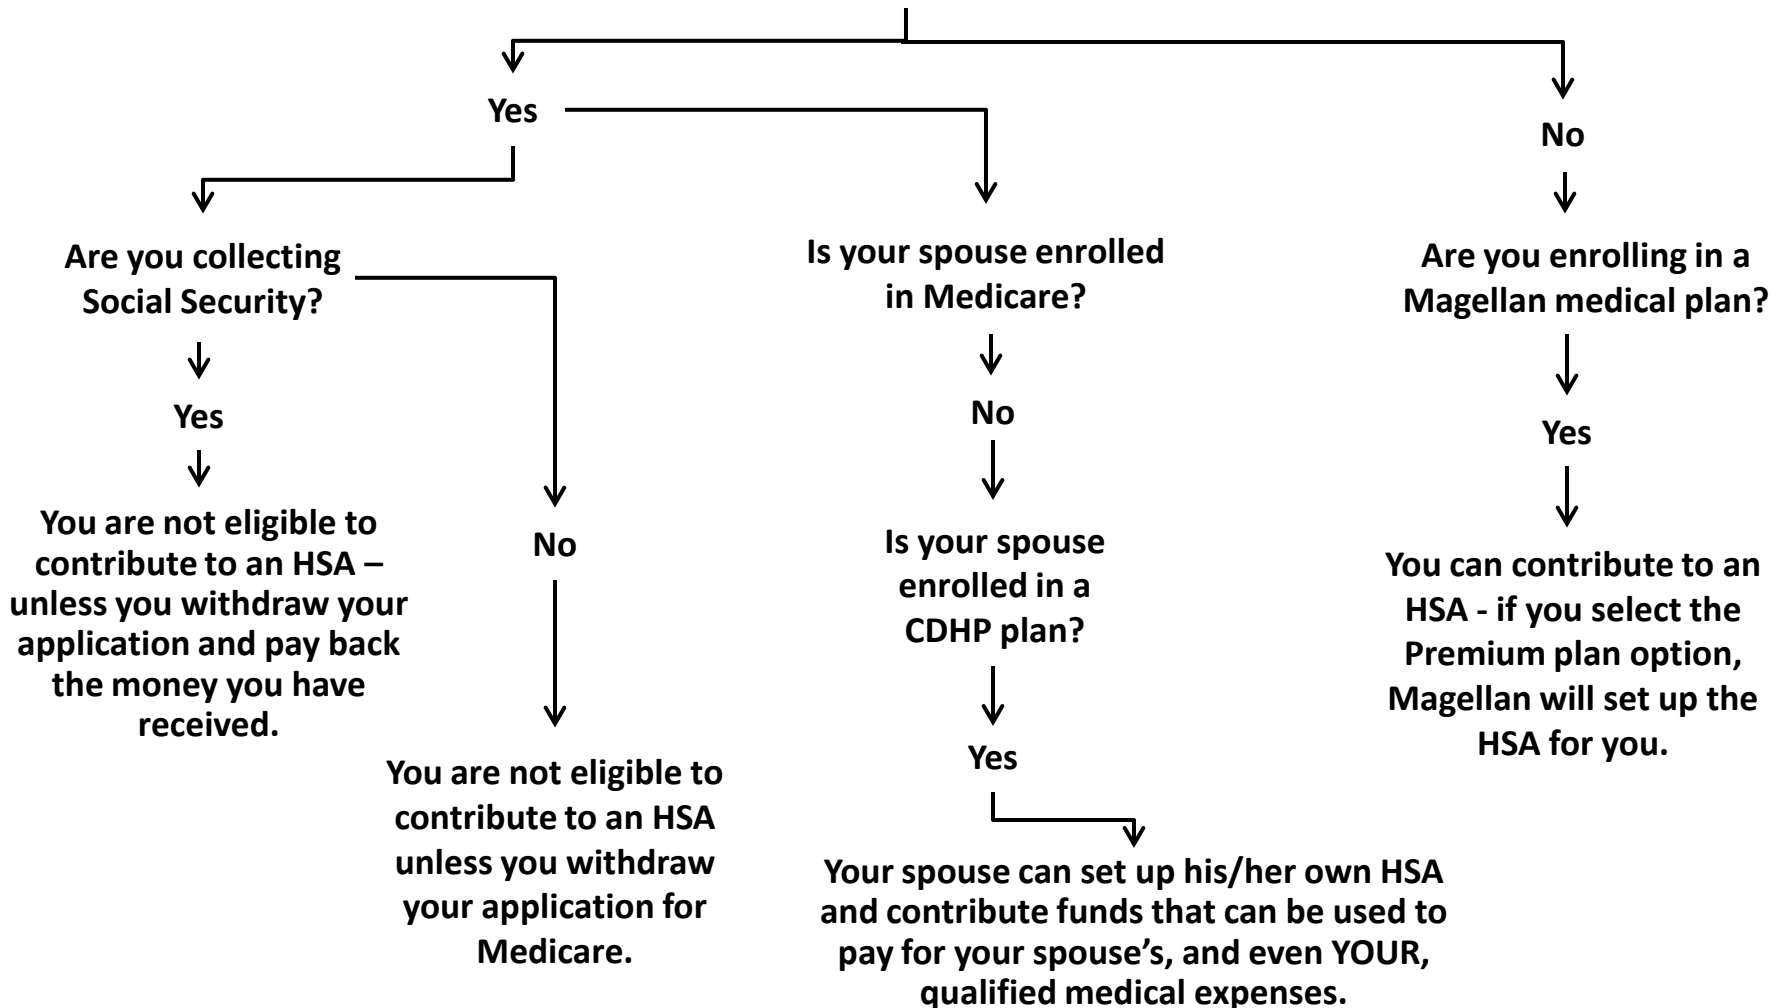 Yes
No
Are you collecting
Social Security?
Is your spouse enrolled
in Medicare?
Are you enrolling in a
Magellan medical plan?
Yes
No
Yes
You are not eligible to
contribute to an HSA –
unless you withdraw your
application and pay back
the money you have
received.
No
Is your spouse
enrolled in a
CDHP plan?
You can contribute to an
HSA - if you select the
Premium plan option,
Magellan will set up the
HSA for you.
Yes
You are not eligible to
contribute to an HSA
unless you withdraw
your application for
Medicare.
Your spouse can set up his/her own HSA
and contribute funds that can be used to
pay for your spouse’s, and even YOUR,
qualified medical expenses.